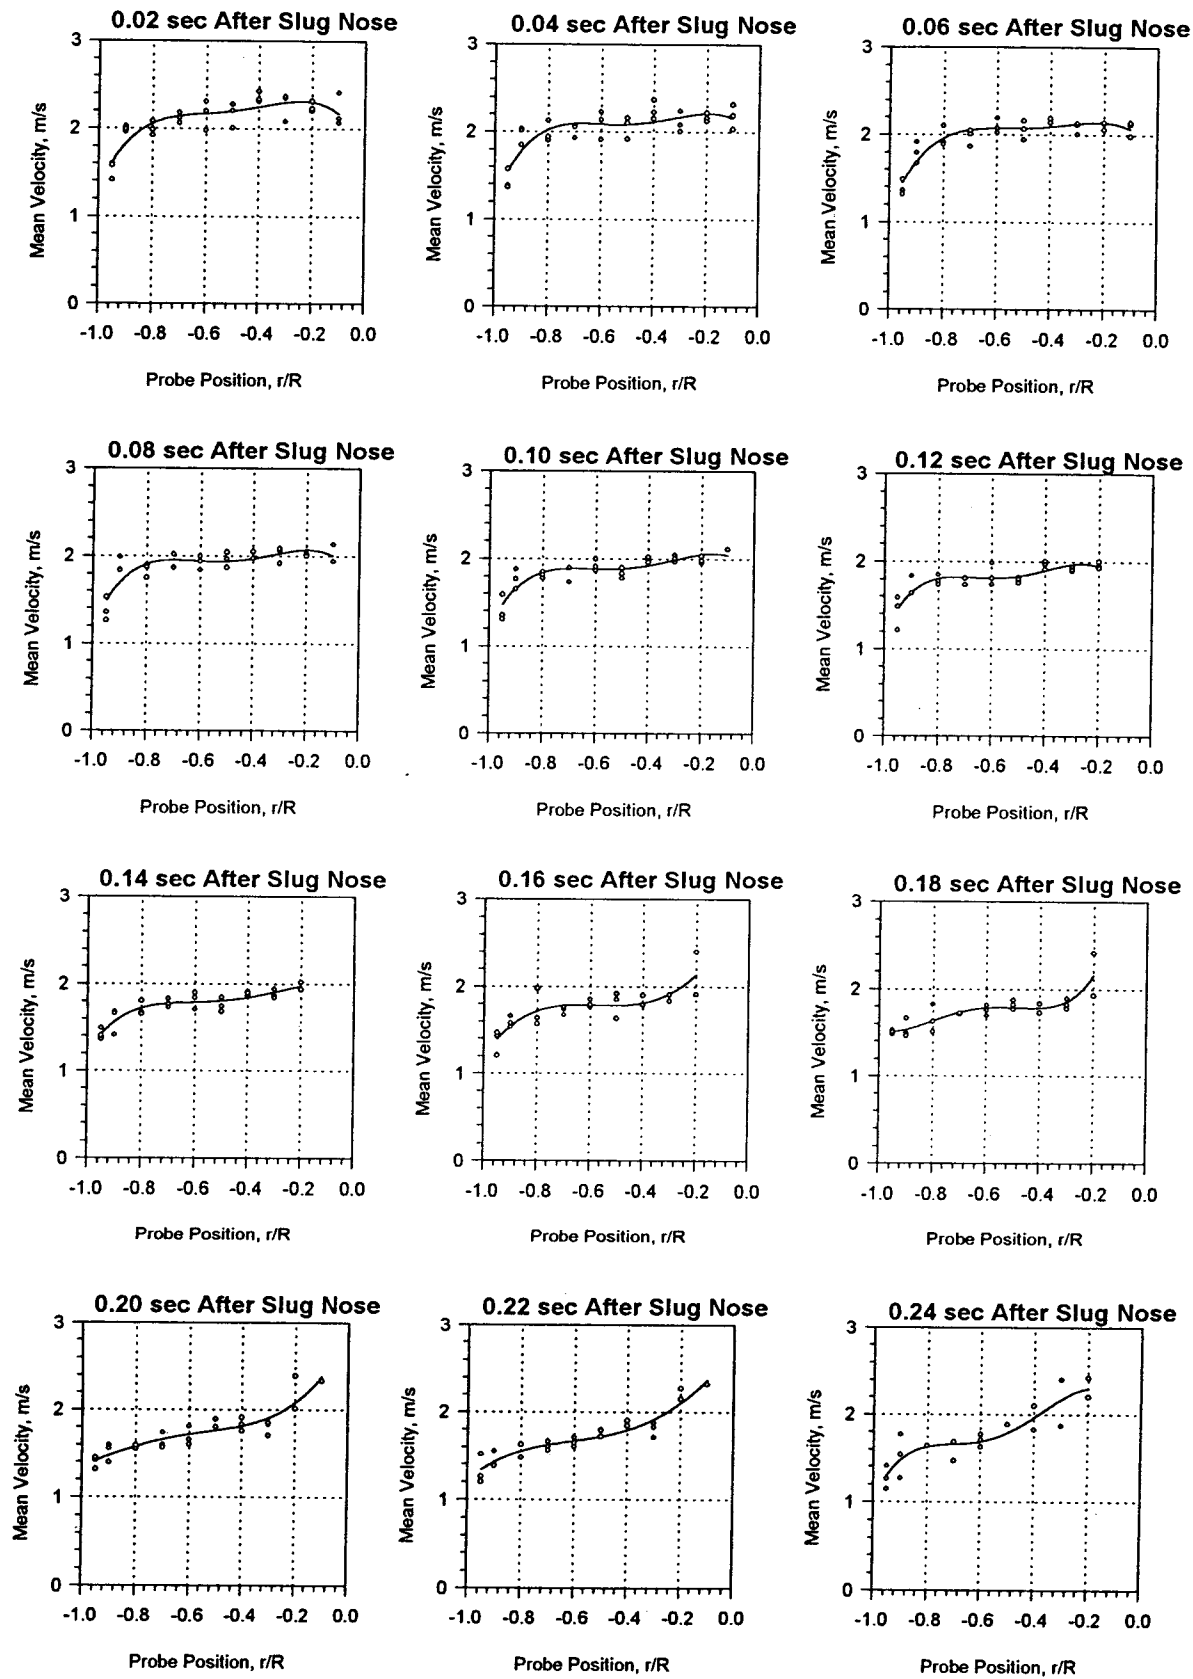 0.02 sec After Slug Nose
3
2
1
0
Mean Velocity, m/s
-1.0 -0.8 -0.6 -0.4 -0.2 0.0
Probe Position, r/R
0.04 sec After Slug Nose
3
2
1
0
Mean Velocity, m/s
-1.0 -0.8 -0.6 -0.4 -0.2 0.0
Probe Position, r/R
0.06 sec After Slug Nose
3
2
1
0
Mean Velocity, m/s
-1.0 -0.8 -0.6 -0.4 -0.2 0.0
Probe Position, r/R
0.08 sec After Slug Nose
3
2
1
0
Mean Velocity, m/s
-1.0 -0.8 -0.6 -0.4 -0.2 0.0
Probe Position, r/R
0.10 sec After Slug Nose
3
2
1
0
Mean Velocity, m/s
-1.0 -0.8 -0.6 -0.4 -0.2 0.0
Probe Position, r/R
0.12 sec After Slug Nose
3
2
1
0
Mean Velocity, m/s
-1.0 -0.8 -0.6 -0.4 -0.2 0.0
Probe Position, r/R
0.14 sec After Slug Nose
3
2
1
0
Mean Velocity, m/s
-1.0 -0.8 -0.6 -0.4 -0.2 0.0
Probe Position, r/R
0.16 sec After Slug Nose
3
2
1
0
Mean Velocity, m/s
-1.0 -0.8 -0.6 -0.4 -0.2 0.0
Probe Position, r/R
0.18 sec After Slug Nose
3
2
1
0
Mean Velocity, m/s
-1.0 -0.8 -0.6 -0.4 -0.2 0.0
Probe Position, r/R
0.20 sec After Slug Nose
3
2
1
0
Mean Velocity, m/s
-1.0 -0.8 -0.6 -0.4 -0.2 0.0
Probe Position, r/R
0.22 sec After Slug Nose
3
2
1
0
Mean Velocity, m/s
-1.0 -0.8 -0.6 -0.4 -0.2 0.0
Probe Position, r/R
0.24 sec After Slug Nose
3
2
1
0
Mean Velocity, m/s
-1.0 -0.8 -0.6 -0.4 -0.2 0.0
Probe Position, r/R